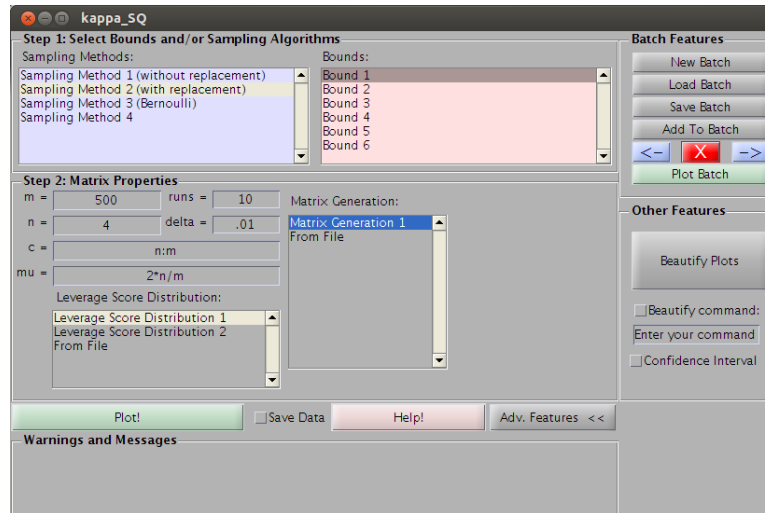 kappa_SQ
Step 1: Select Bounds and/or Sampling Algorithms
Sampling Methods:
Sampling Method 1 (without replacement)
Sampling Method 2 (with replacement)
Sampling Method 3 (Bernoulli)
Sampling Method 4
Bounds:
Bound 1
Bound 2
Bound 3
Bound 4
Bound 5
Bound 6
Step 2: Matrix Properties
m = 500 runs = 10
n = 4 delta = .01
c = n:m
mu = 2*n/m
Leverage Score Distribution:
Leverage Score Distribution 1
Leverage Score Distribution 2
From File
Matrix Generation:
Matrix Generation 1
From File
Plot!
Save Data
Help!
Adv. Features <<
Warnings and Messages
Batch Features
New Batch
Load Batch
Save Batch
Add To Batch
<- X ->
Plot Batch
Other Features
Beautify Plots
Beautify command:
Enter your command
Confidence Interval